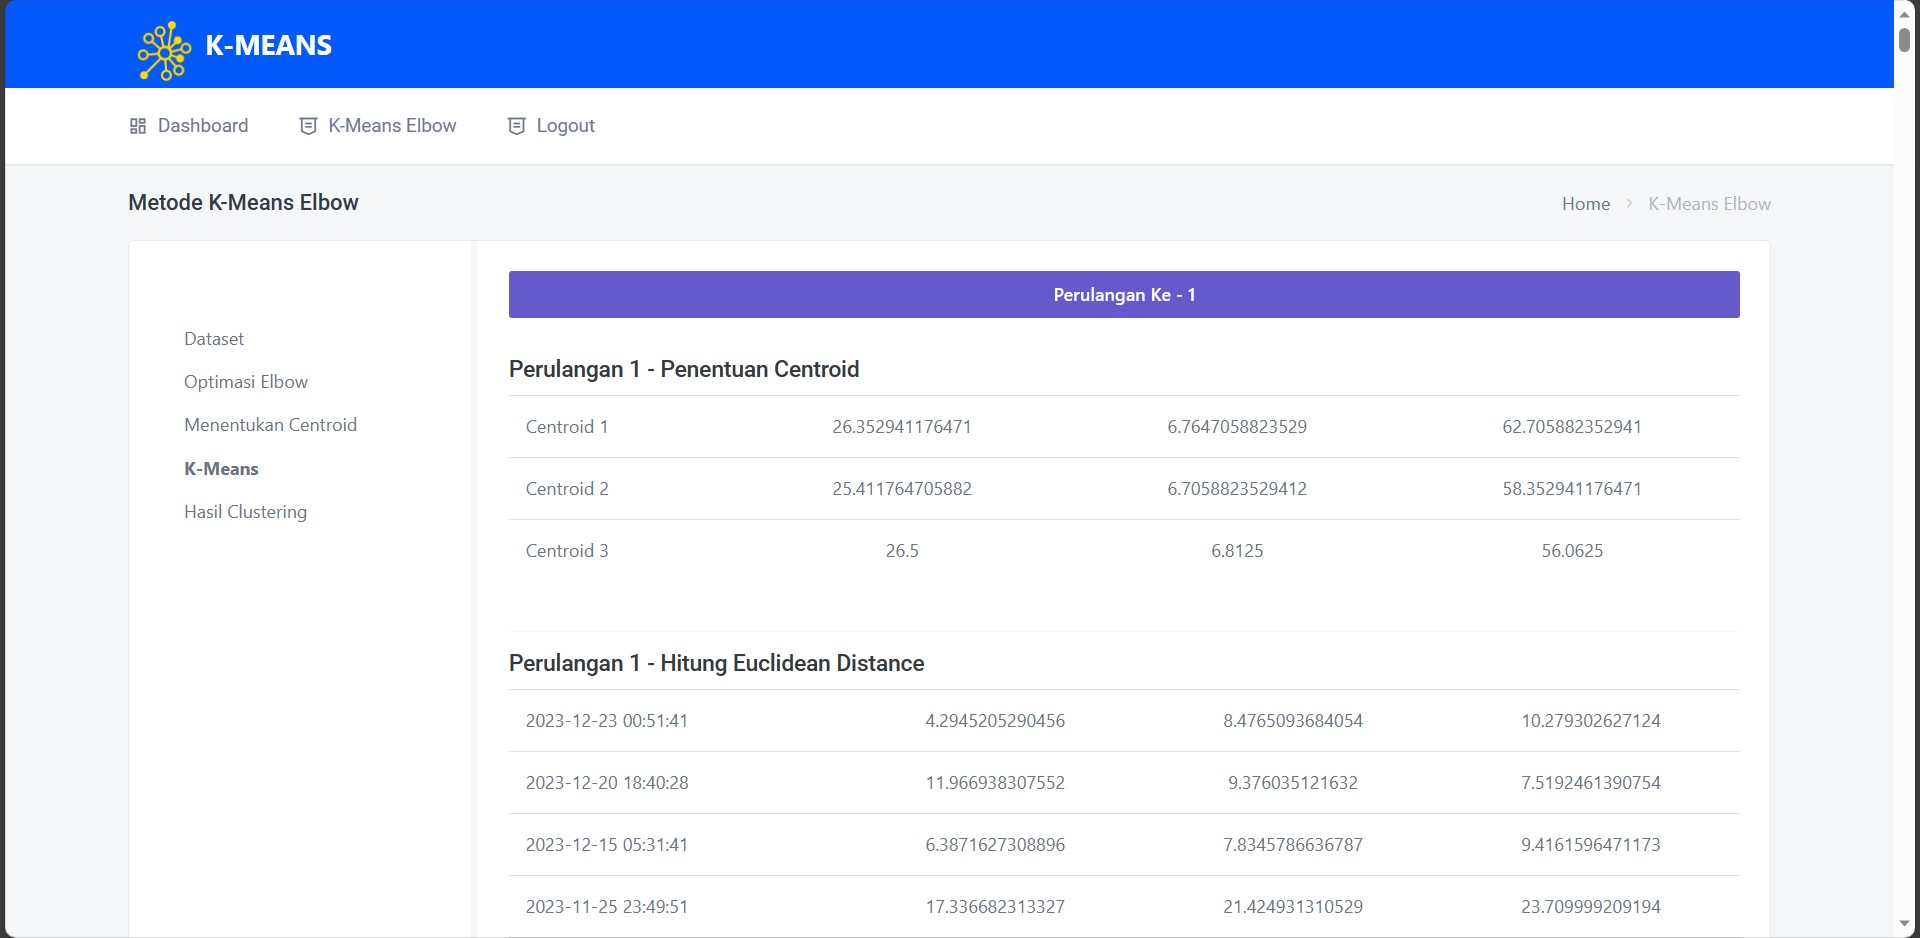 K-MEANS
Dashboard K-Means Elbow Logout
Metode K-Means Elbow
Home K-Means Elbow
Dataset
Optimasi Elbow
Menentukan Centroid
K-Means
Hasil Clustering
Perulangan Ke - 1
Perulangan 1 - Penentuan Centroid
Centroid 1 26.352941176471 6.7647058823529 62.705882352941
Centroid 2 25.411764705882 6.7058823529412 58.352941176471
Centroid 3 26.5 6.8125 56.0625
Perulangan 1 - Hitung Euclidean Distance
2023-12-23 00:51:41 4.2945205290456 8.4765093684054 10.279302627124
2023-12-20 18:40:28 11.966938307552 9.376035121632 7.5192461390754
2023-12-15 05:31:41 6.3871627308896 7.8345786636787 9.4161596471173
2023-11-25 23:49:51 17.336682313327 21.424931310529 23.709999209194